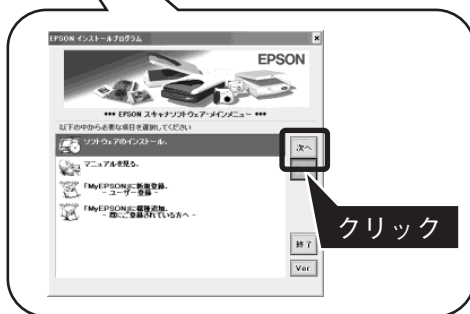 EPSON インストールプログラム
EPSON
*** EPSON スキャナソフトウェア・メインメニュー ***
以下の中から必要な項目を選択してください
ソフトウェアのインストール。
次へ
マニュアルを見る。
「MyEPSON」に新規登録。
- ユーザー登録 -
「MyEPSON」に機種追加。
- 既にご登録されている方へ -
クリック
終了
Ver.